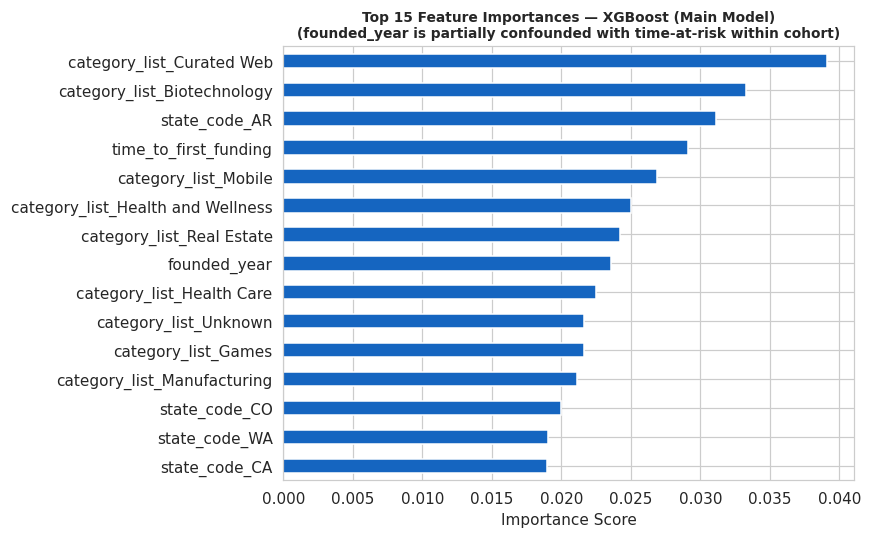 Top 15 Feature Importances — XGBoost (Main Model)
(founded_year is partially confounded with time-at-risk within cohort)
category_list_Curated Web
category_list_Biotechnology
state_code_AR
time_to_first_funding
category_list_Mobile
category_list_Health and Wellness
category_list_Real Estate
founded_year
category_list_Health Care
category_list_Unknown
category_list_Games
category_list_Manufacturing
state_code_CO
state_code_WA
state_code_CA
0.000 0.005 0.010 0.015 0.020 0.025 0.030 0.035 0.040
Importance Score